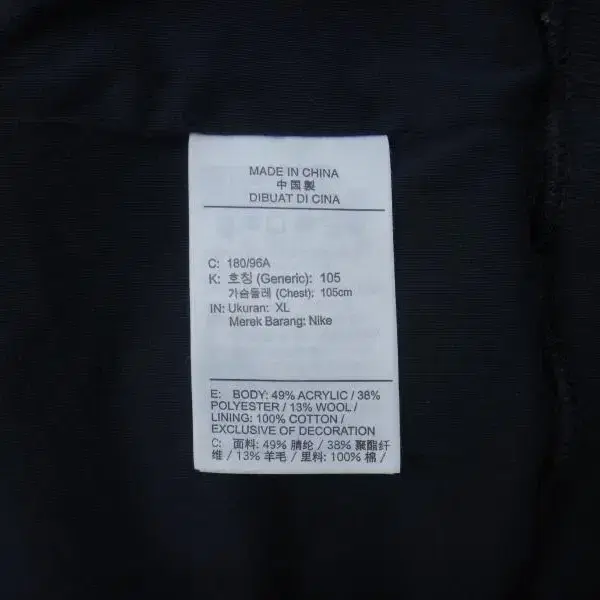 MADE IN CHINA
中国製
DIBUAT DI CINA
C: 180/96A
K: 호칭 (Generic): 105
가슴둘레 (Chest): 105cm
IN: Ukuran: XL
Merek Barang: Nike
E: BODY: 49% ACRYLIC / 38%
POLYESTER / 13% WOOL /
LINING: 100% COTTON /
EXCLUSIVE OF DECORATION
C: 面料: 49% 腈纶 / 38% 聚酯纤
维 / 13% 羊毛 / 里料: 100% 棉 /